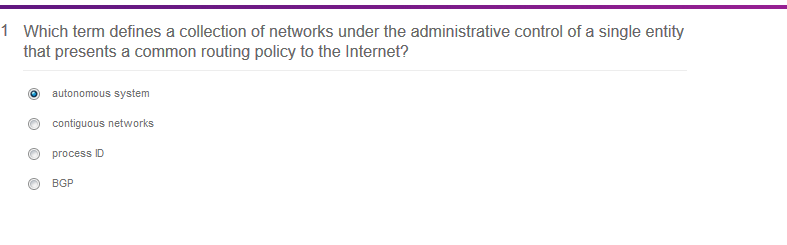 1 Which term defines a collection of networks under the administrative control of a single entity
that presents a common routing policy to the Internet?
autonomous system
contiguous networks
process ID
BGP